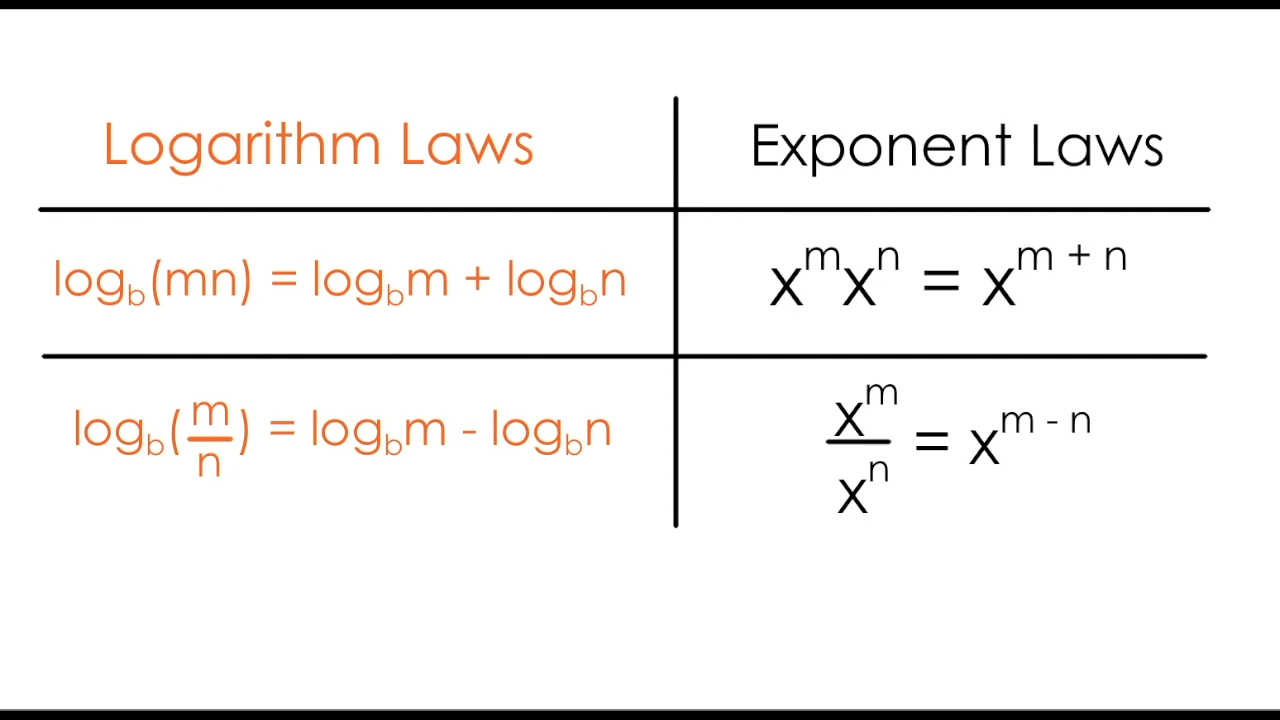 Logarithm Laws Exponent Laws
log_b(mn) = log_b m + log_b n x^m x^n = x^{m + n}
log_b(m/n) = log_b m - log_b n x^m/x^n = x^{m - n}